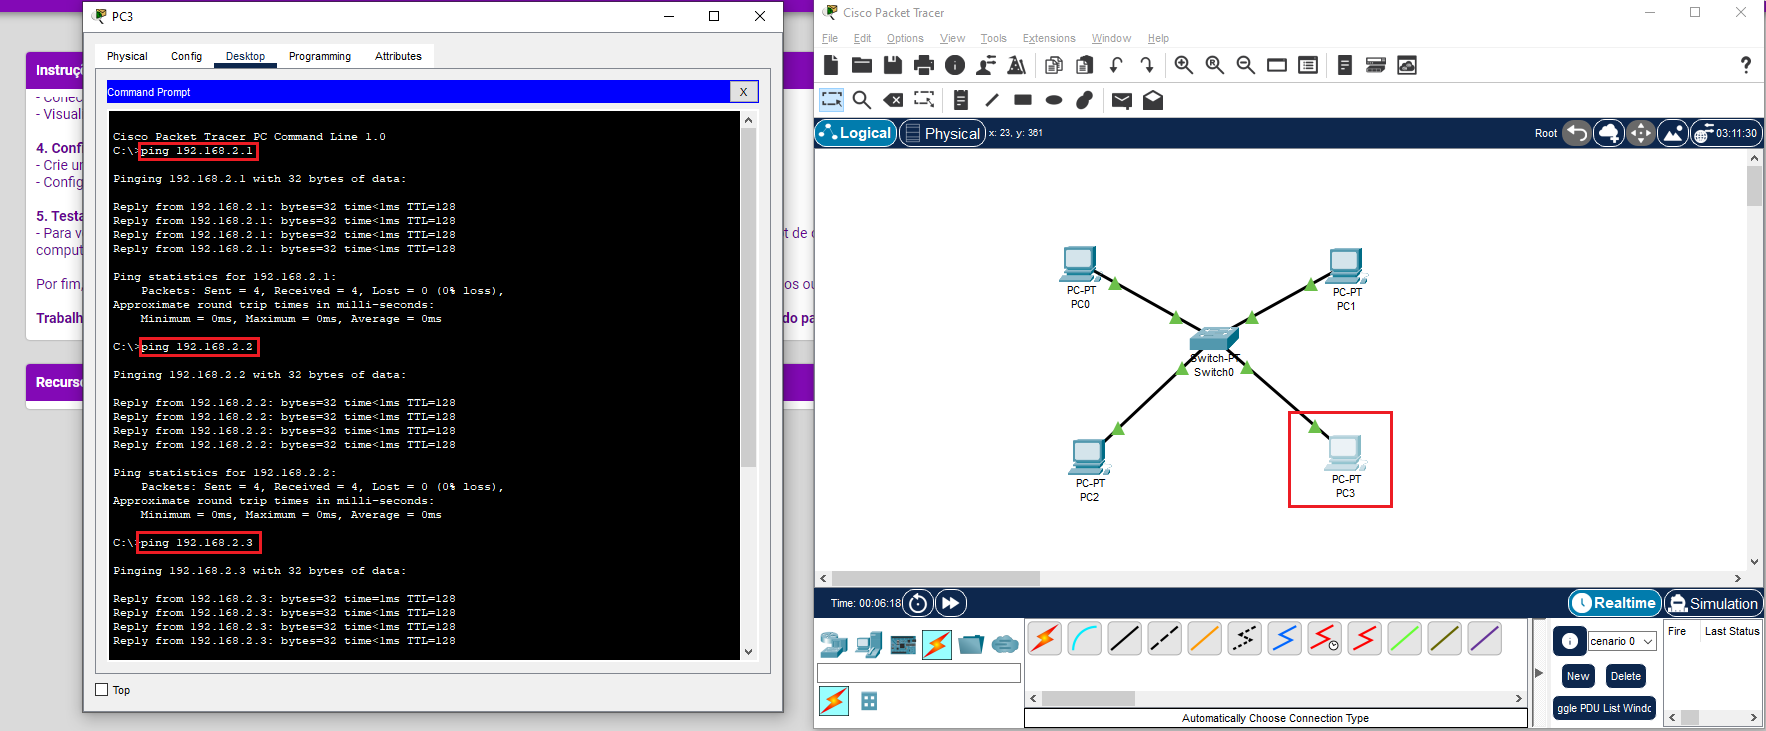 PC3
Physical
Config
Desktop
Programming
Attributes
Command Prompt
X
Cisco Packet Tracer PC Command Line 1.0
C:\>ping 192.168.2.1
Pinging 192.168.2.1 with 32 bytes of data:
Reply from 192.168.2.1: bytes=32 time<1ms TTL=128
Reply from 192.168.2.1: bytes=32 time<1ms TTL=128
Reply from 192.168.2.1: bytes=32 time<1ms TTL=128
Reply from 192.168.2.1: bytes=32 time<1ms TTL=128
Ping statistics for 192.168.2.1:
Packets: Sent = 4, Received = 4, Lost = 0 (0% loss),
Approximate round trip times in milli-seconds:
Minimum = 0ms, Maximum = 0ms, Average = 0ms
C:\>ping 192.168.2.2
Pinging 192.168.2.2 with 32 bytes of data:
Reply from 192.168.2.2: bytes=32 time<1ms TTL=128
Reply from 192.168.2.2: bytes=32 time<1ms TTL=128
Reply from 192.168.2.2: bytes=32 time<1ms TTL=128
Reply from 192.168.2.2: bytes=32 time<1ms TTL=128
Ping statistics for 192.168.2.2:
Packets: Sent = 4, Received = 4, Lost = 0 (0% loss),
Approximate round trip times in milli-seconds:
Minimum = 0ms, Maximum = 0ms, Average = 0ms
C:\>ping 192.168.2.3
Pinging 192.168.2.3 with 32 bytes of data:
Reply from 192.168.2.3: bytes=32 time=1ms TTL=128
Reply from 192.168.2.3: bytes=32 time<1ms TTL=128
Reply from 192.168.2.3: bytes=32 time<1ms TTL=128
Reply from 192.168.2.3: bytes=32 time<1ms TTL=128
Top
Instruç
- Visual
4. Conf
- Crie ur
- Config
5. Testa
- Para v
t de
comput
Por fim,
os ou
Trabalh
do pa
Recurs
Cisco Packet Tracer
File Edit Options View Tools Extensions Window Help
?
Logical
Physical
x: 23, y: 361
Root
03:11:30
PC-PT
PC0
PC-PT
PC1
Switch-PT
Switch0
PC-PT
PC2
PC-PT
PC3
Time: 00:06:18
Realtime
Simulation
Automatically Choose Connection Type
cenario 0
New
Delete
ggle PDU List Windo
Fire
Last Status